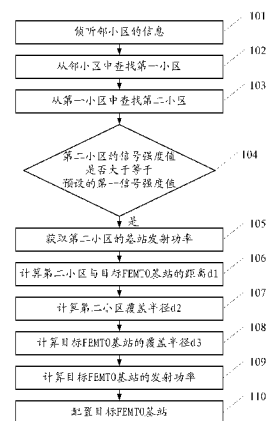 侦听邻小区的信息
101
从邻小区中查找第一小区
102
从第一小区中查找第二小区
103
第二小区的信号强度值
是否大于等于
预设的第一信号强度值
104
是
获取第二小区的基站发射功率
105
计算第二小区与目标FEMTO基站的距离d1
106
计算第二小区覆盖半径d2
107
计算目标FEMTO基站的覆盖半径d3
108
计算目标FEMTO基站的发射功率
109
配置目标FEMTO基站
110